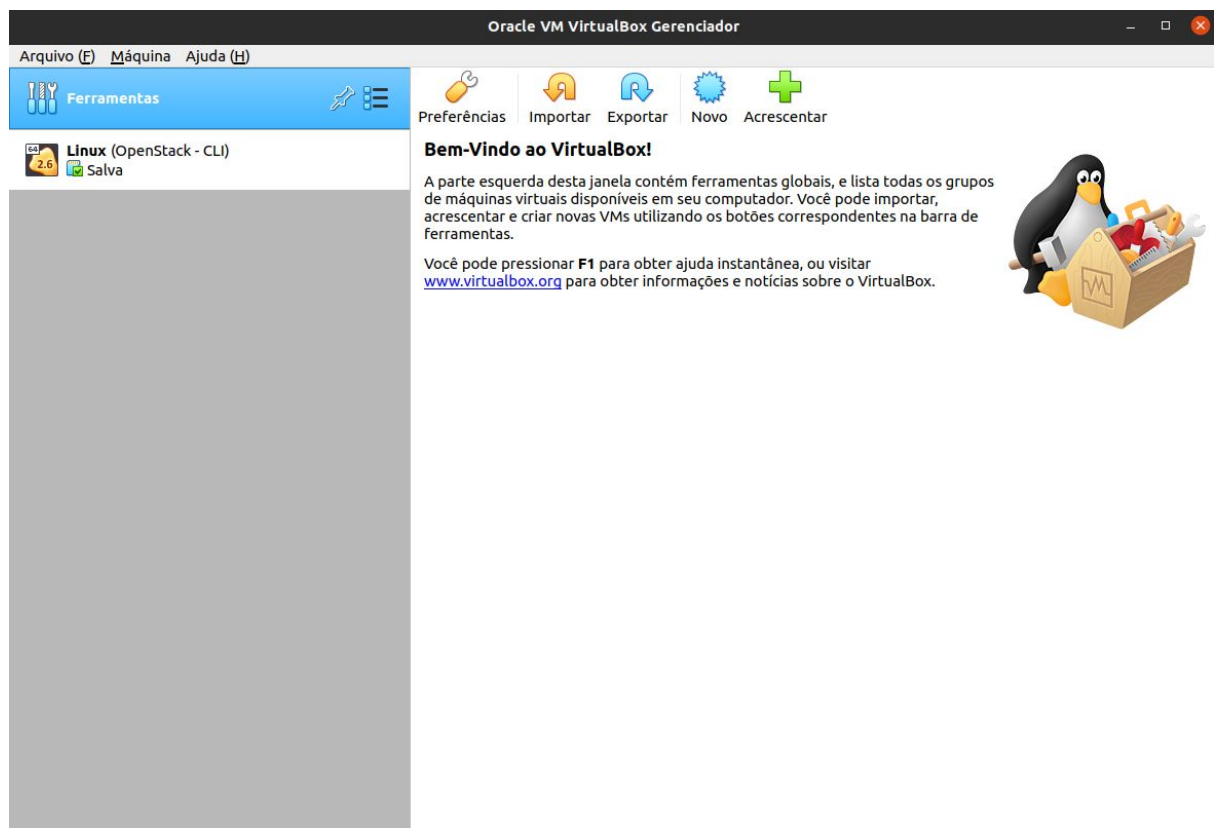 Oracle VM VirtualBox Gerenciador
Arquivo (F) Máquina Ajuda (H)
Ferramentas
Preferências Importar Exportar Novo Acrescentar
64
2.6
Linux (OpenStack - CLI)
Salva
Bem-Vindo ao VirtualBox!
A parte esquerda desta janela contém ferramentas globais, e lista todas os grupos
de máquinas virtuais disponíveis em seu computador. Você pode importar,
acrescentar e criar novas VMs utilizando os botões correspondentes na barra de
ferramentas.
Você pode pressionar F1 para obter ajuda instantânea, ou visitar
www.virtualbox.org para obter informações e notícias sobre o VirtualBox.